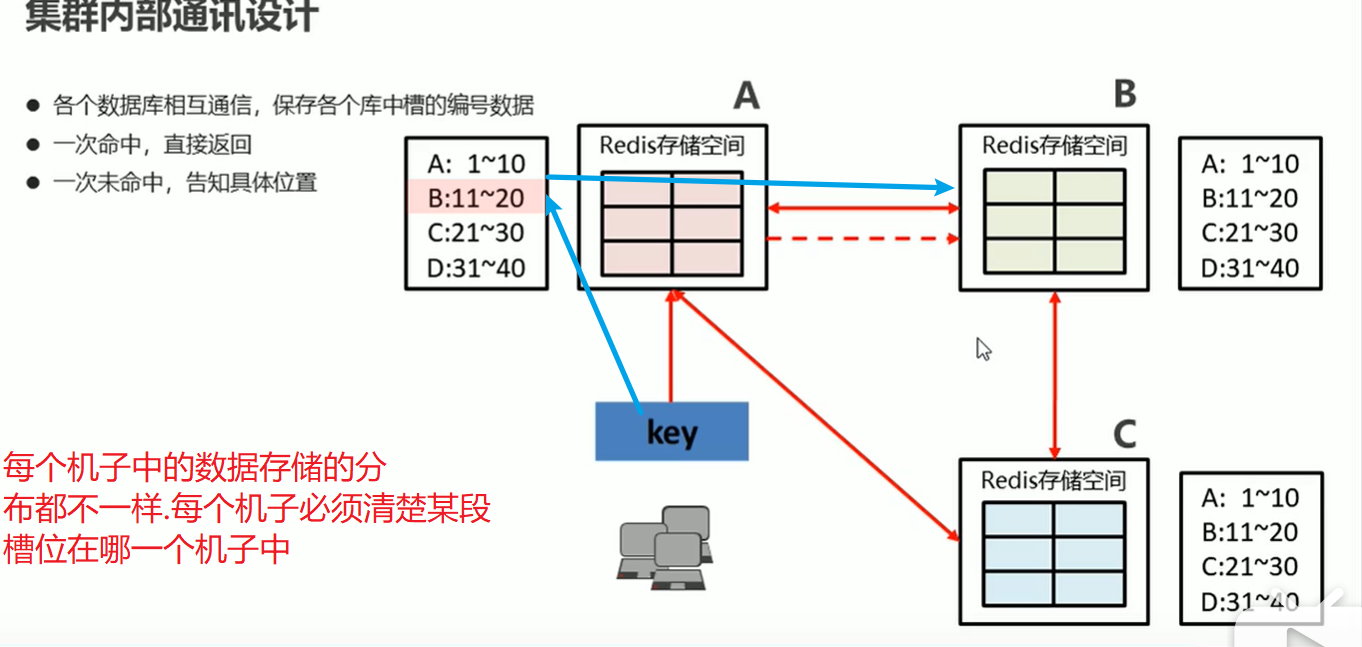 集群内部通讯设计
● 各个数据库相互通信，保存各个库中槽的编号数据
● 一次命中，直接返回
● 一次未命中，告知具体位置
A: 1~10
B:11~20
C:21~30
D:31~40
A
Redis存储空间
B
Redis存储空间
A: 1~10
B:11~20
C:21~30
D:31~40
key
每个机子中的数据存储的分
布都不一样.每个机子必须清楚某段
槽位在哪一个机子中
C
Redis存储空间
A: 1~10
B:11~20
C:21~30
D:31~40